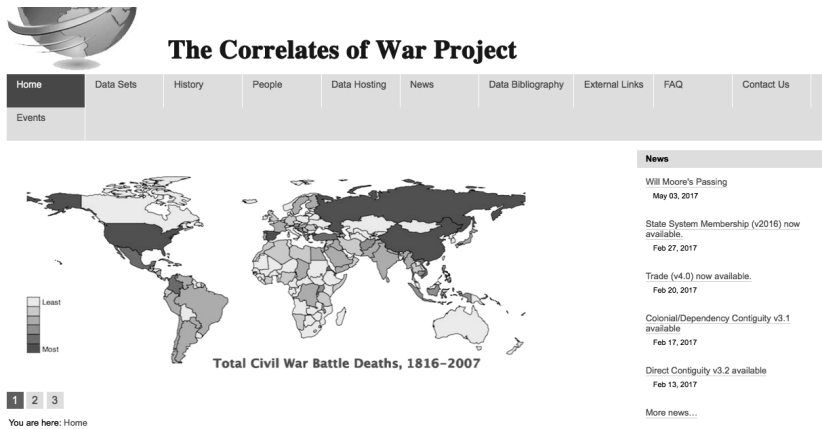 The Correlates of War Project
Home Data Sets History People Data Hosting News Data Bibliography External Links FAQ Contact Us
Events
News
Will Moore's Passing
May 03, 2017
State System Membership (v2016) now
available.
Feb 27, 2017
Trade (v4.0) now available.
Feb 20, 2017
Colonial/Dependency Contiguity v3.1
available
Feb 17, 2017
Direct Contiguity v3.2 available
Feb 13, 2017
More news…
Least
Most
Total Civil War Battle Deaths, 1816–2007
1 2 3
You are here: Home